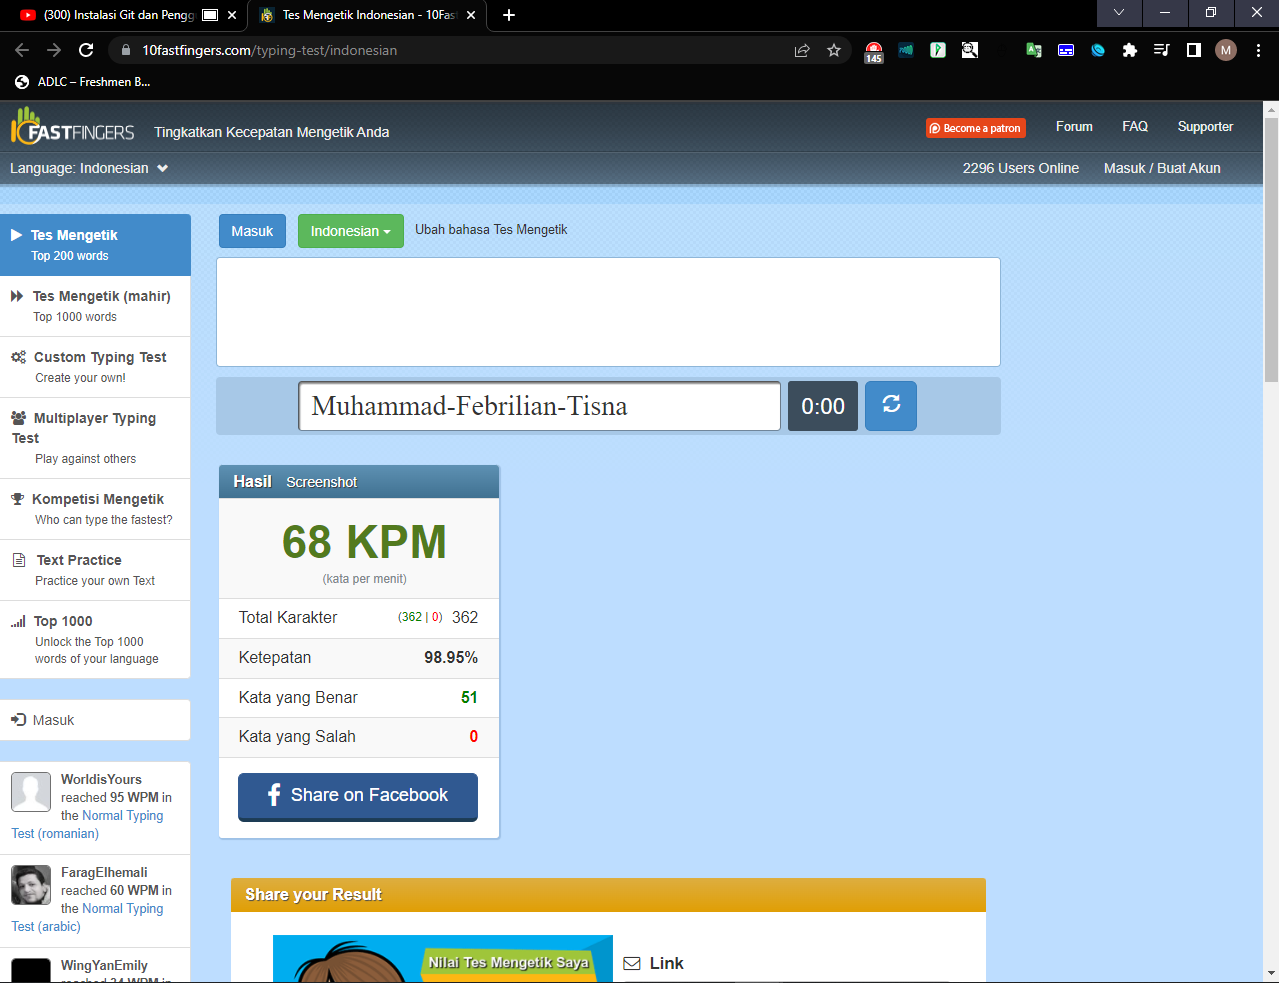 (300) Instalasi Git dan Pengg
Tes Mengetik Indonesian - 10Fas
10fastfingers.com/typing-test/indonesian
145
M
ADLC – Freshmen B...
FASTFINGERS
Tingkatkan Kecepatan Mengetik Anda
Become a patron
Forum
FAQ
Supporter
Language: Indonesian
2296 Users Online
Masuk / Buat Akun
Tes Mengetik
Top 200 words
Tes Mengetik (mahir)
Top 1000 words
Custom Typing Test
Create your own!
Multiplayer Typing
Test
Play against others
Kompetisi Mengetik
Who can type the fastest?
Text Practice
Practice your own Text
Top 1000
Unlock the Top 1000
words of your language
Masuk
WorldisYours
reached 95 WPM in
the Normal Typing
Test (romanian)
FaragElhemali
reached 60 WPM in
the Normal Typing
Test (arabic)
WingYanEmily
Masuk
Indonesian
Ubah bahasa Tes Mengetik
Muhammad-Febrilian-Tisna
0:00
Hasil
Screenshot
68 KPM
(kata per menit)
Total Karakter (362 | 0) 362
Ketepatan 98.95%
Kata yang Benar 51
Kata yang Salah 0
Share on Facebook
Share your Result
Nilai Tes Mengetik Saya
Link